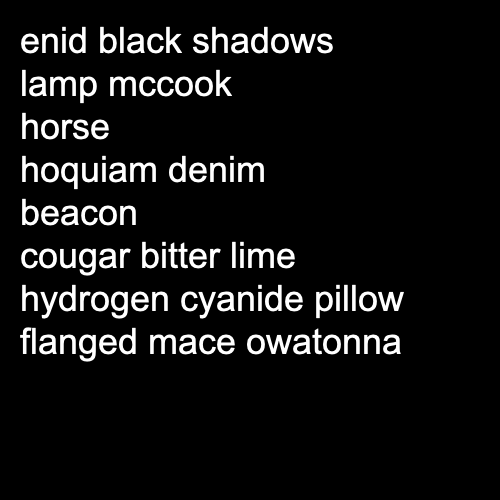 enid black shadows
lamp mccook
horse
hoquiam denim
beacon
cougar bitter lime
hydrogen cyanide pillow
flanged mace owatonna